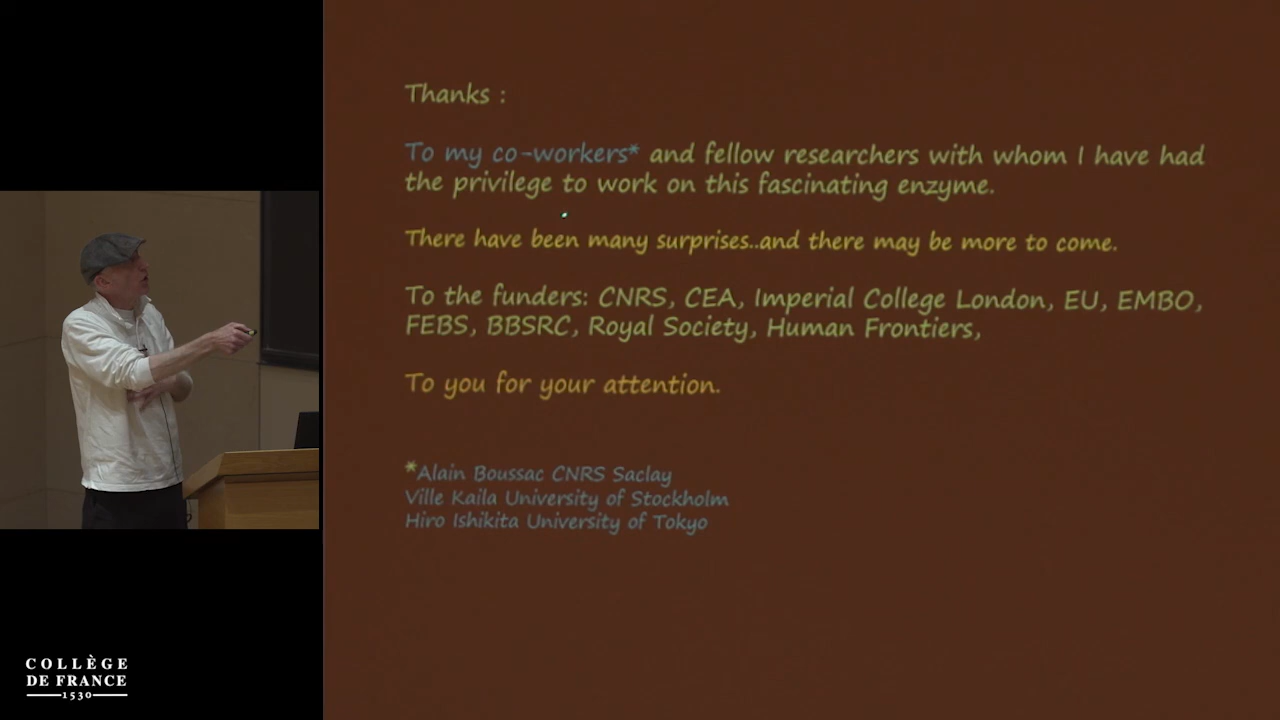 Thanks :
To my co-workers* and fellow researchers with whom I have had
the privilege to work on this fascinating enzyme.
There have been many surprises..and there may be more to come.
To the funders: CNRS, CEA, Imperial College London, EU, EMBO,
FEBS, BBSRC, Royal Society, Human Frontiers,
To you for your attention.
*Alain Boussac CNRS Saclay
Ville Kaila University of Stockholm
Hiro Ishikita University of Tokyo
COLLÈGE
DE FRANCE
1530